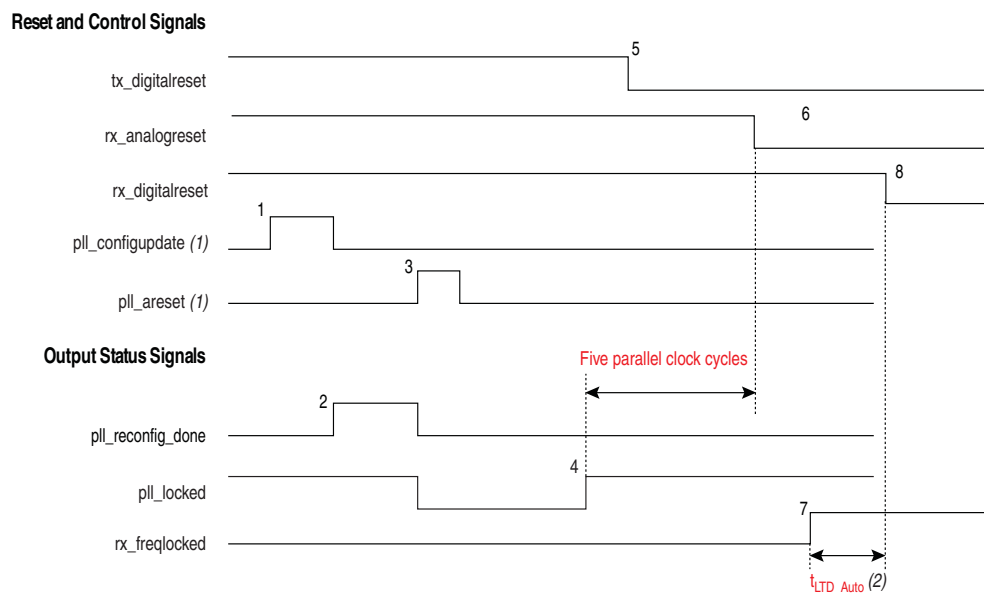 Reset and Control Signals
5
tx_digitalreset
6
rx_analogreset
8
rx_digitalreset
1
pll_configupdate (1)
3
pll_areset (1)
Output Status Signals
Five parallel clock cycles
2
pll_reconfig_done
4
pll_locked
7
rx_freqlocked
tLTD_Auto (2)